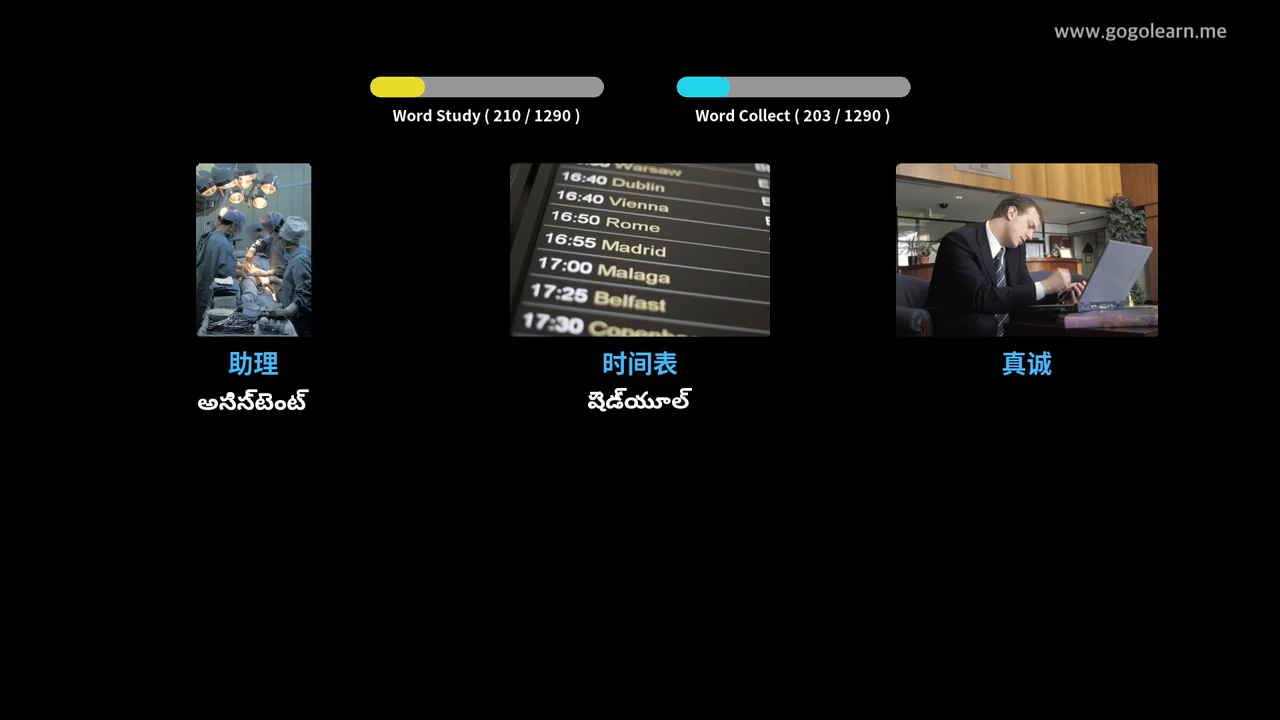 www.gogolearn.me
Word Study ( 210 / 1290 )
Word Collect ( 203 / 1290 )
Warsaw
16:40 Dublin
16:40 Vienna
16:50 Rome
16:55 Madrid
17:00 Malaga
17:25 Belfast
17:30
助理
时间表
真诚
అసిస్‌టెంట్
షెడ్‌యూల్